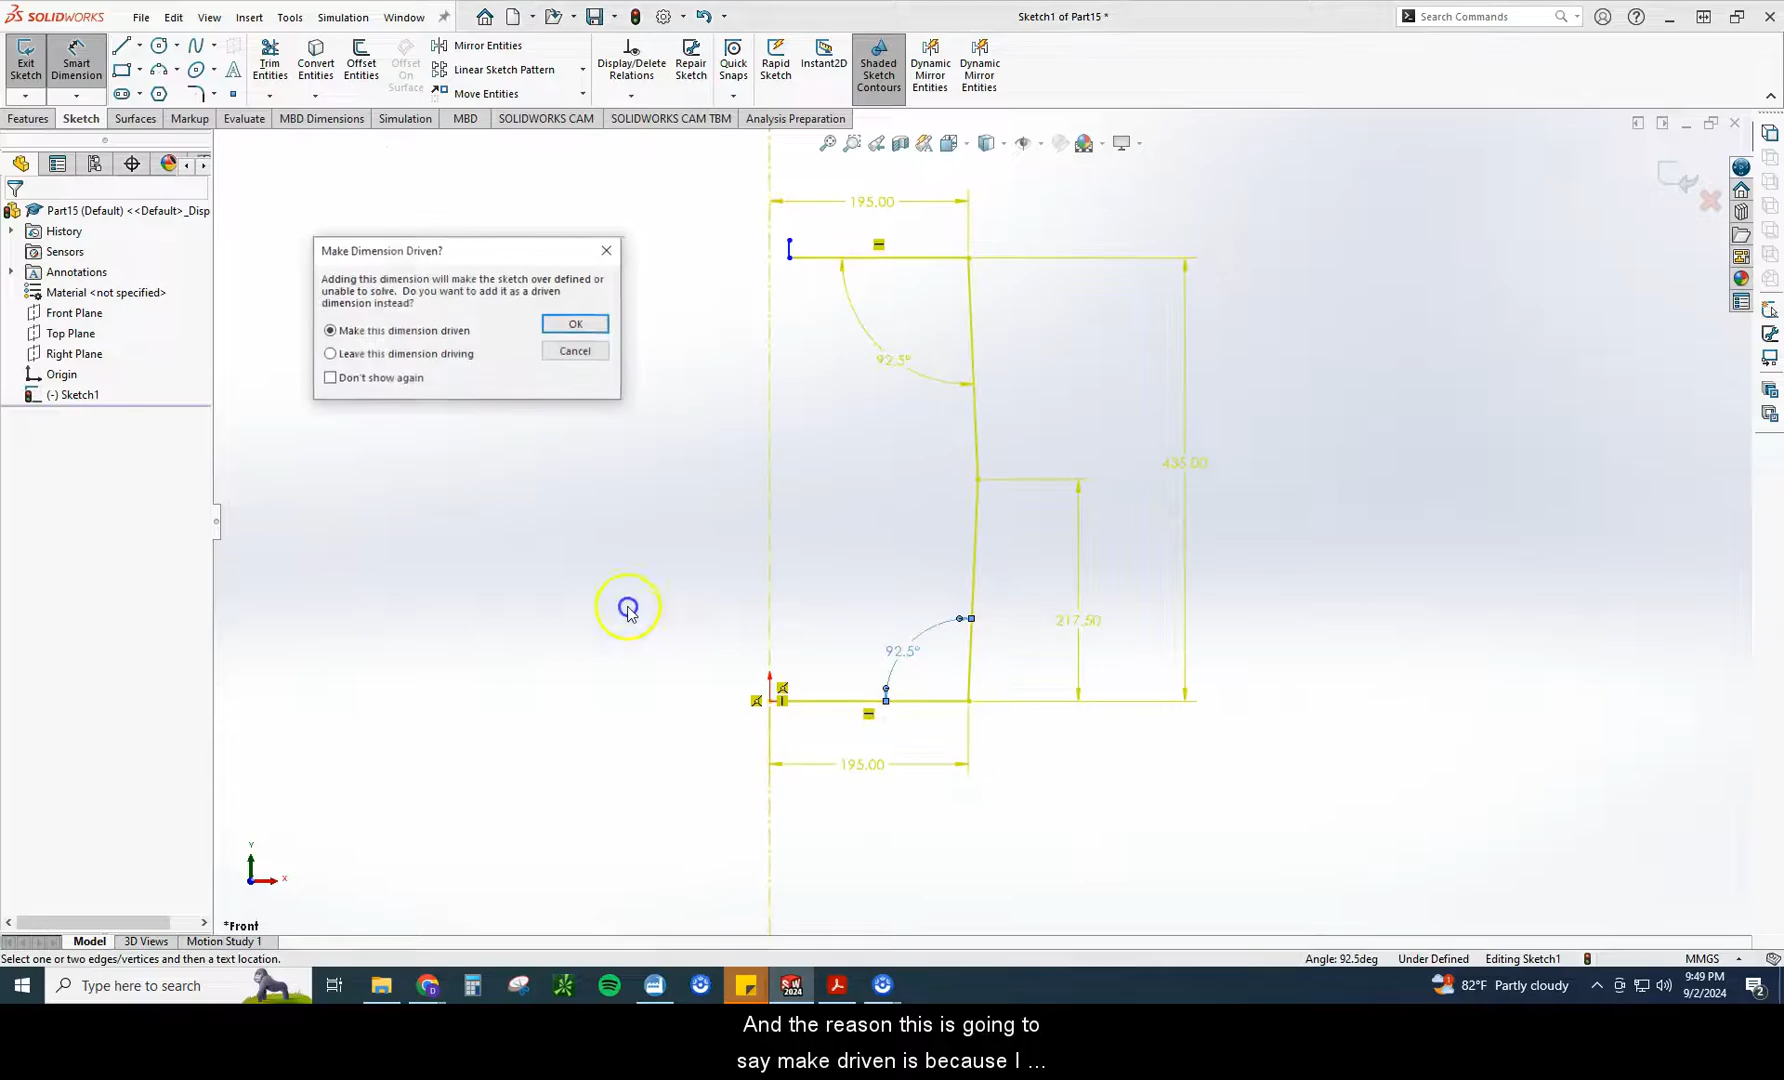 SOLIDWORKS File Edit View Insert Tools Simulation Window Sketch1 of Part15 * Search Commands
Exit Sketch Smart Dimension Trim Entities Convert Entities Offset Entities Offset On Surface Mirror Entities Linear Sketch Pattern Move Entities Display/Delete Relations Repair Sketch Quick Snaps Rapid Sketch Instant2D Shaded Sketch Contours Dynamic Mirror Entities Dynamic Mirror Entities
Features Sketch Surfaces Markup Evaluate MBD Dimensions Simulation MBD SOLIDWORKS CAM SOLIDWORKS CAM TBM Analysis Preparation
Part15 (Default) <<Default>_Disp
History
Sensors
Annotations
Material <not specified>
Front Plane
Top Plane
Right Plane
Origin
(-) Sketch1
Make Dimension Driven?
Adding this dimension will make the sketch over defined or
unable to solve. Do you want to add it as a driven
dimension instead?
Make this dimension driven OK
Leave this dimension driving Cancel
Don't show again
195.00
92.5°
435.00
217.50
92.5°
195.00
Y
X
*Front
Model 3D Views Motion Study 1
Select one or two edges/vertices and then a text location. Angle: 92.5deg Under Defined Editing Sketch1 MMGS
Type here to search SW 2024 82°F Partly cloudy 9:49 PM
9/2/2024 2
And the reason this is going to
say make driven is because I ...